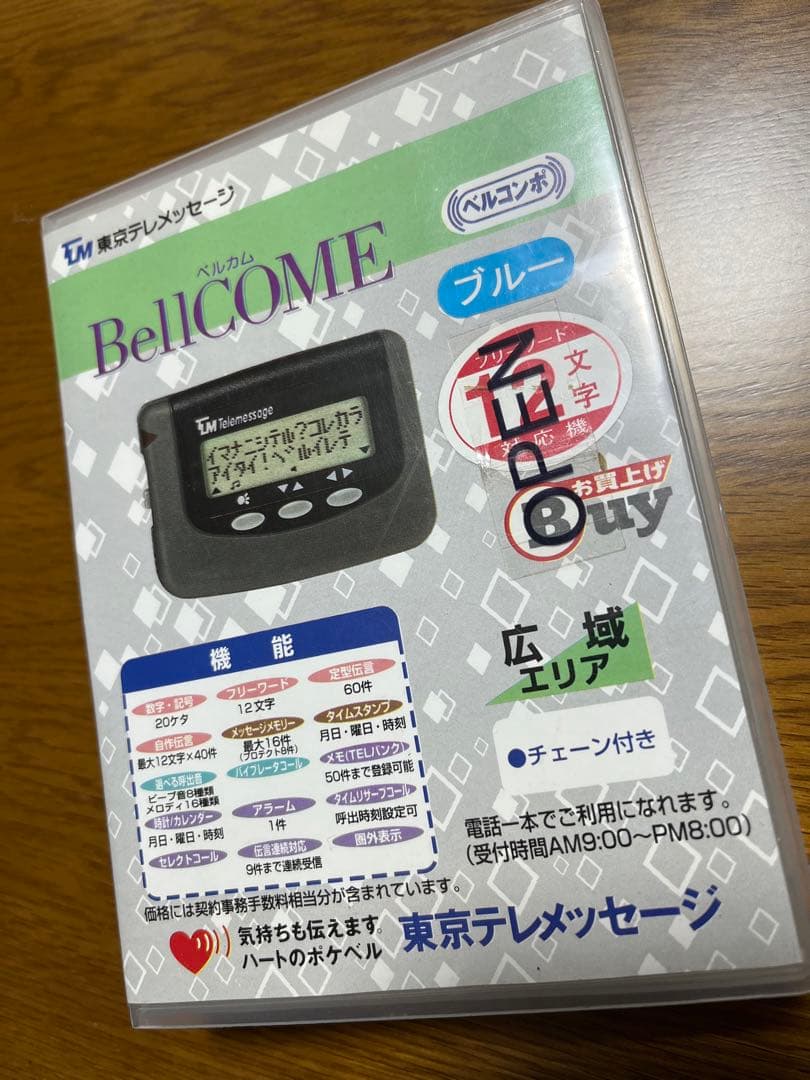 TM 東京テレメッセージ
ベルコンポ
ベルカム
BellCOME
ブルー
フリーワード
12文字
対応機
OPEN
お買上げ
Buy
TM Telemessage
イマナニシテル?コレカラ
アイタイ!ベルイレテ
広域
エリア
●チェーン付き
機能
数字・記号
20ケタ
フリーワード
12文字
定型伝言
60件
自作伝言
最大12文字×40件
メッセージメモリー
最大16件
(プロテクト8件)
タイムスタンプ
月日・曜日・時刻
選べる呼出音
ビープ音8種類
メロディ16種類
バイブレータコール
メモ(TELバンク)
50件まで登録可能
時計/カレンダー
月日・曜日・時刻
アラーム
1件
タイムリザーブコール
呼出時刻設定可
セレクトコール
伝言連続対応
9件まで連続受信
圏外表示
電話一本でご利用になれます。
(受付時間AM9:00〜PM8:00)
価格には契約事務手数料相当分が含まれています。
気持ちも伝えます。
ハートのポケベル
東京テレメッセージ